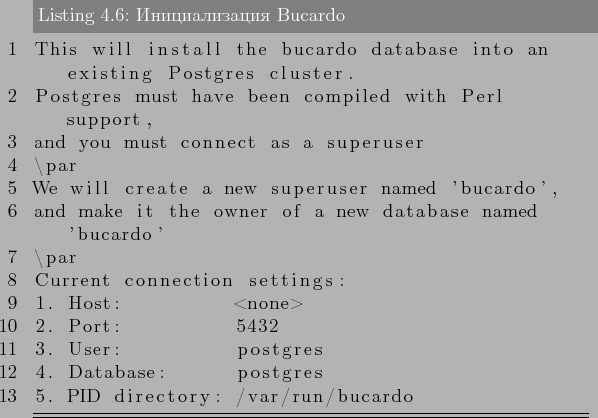 Listing 4.6: Инициализация Bucardo
1 This will install the bucardo database into an
existing Postgres cluster.
2 Postgres must have been compiled with Perl
support,
3 and you must connect as a superuser
4 \par
5 We will create a new superuser named 'bucardo',
6 and make it the owner of a new database named
'bucardo'
7 \par
8 Current connection settings:
9 1. Host: <none>
10 2. Port: 5432
11 3. User: postgres
12 4. Database: postgres
13 5. PID directory: /var/run/bucardo